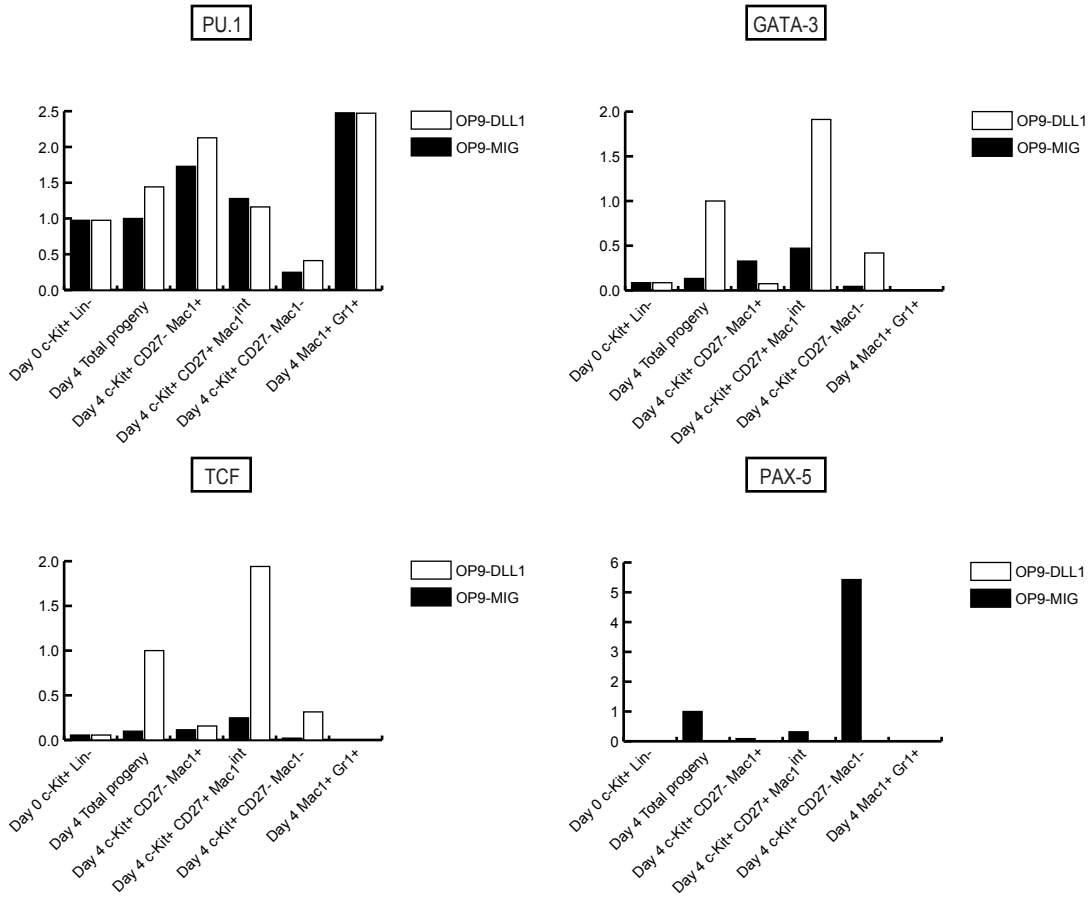 PU.1
2.5
2.0
1.5
1.0
0.5
0.0
OP9-DLL1
OP9-MIG
Day 0 c-Kit+ Lin-
Day 4 Total progeny
Day 4 c-Kit+ CD27- Mac1+
Day 4 c-Kit+ CD27+ Mac1int
Day 4 c-Kit+ CD27- Mac1-
Day 4 Mac1+ Gr1+
GATA-3
2.0
1.5
1.0
0.5
0.0
OP9-DLL1
OP9-MIG
Day 0 c-Kit+ Lin-
Day 4 Total progeny
Day 4 c-Kit+ CD27- Mac1+
Day 4 c-Kit+ CD27+ Mac1int
Day 4 c-Kit+ CD27- Mac1-
Day 4 Mac1+ Gr1+
TCF
2.0
1.5
1.0
0.5
0.0
OP9-DLL1
OP9-MIG
Day 0 c-Kit+ Lin-
Day 4 Total progeny
Day 4 c-Kit+ CD27- Mac1+
Day 4 c-Kit+ CD27+ Mac1int
Day 4 c-Kit+ CD27- Mac1-
Day 4 Mac1+ Gr1+
PAX-5
6
5
4
3
2
1
0
OP9-DLL1
OP9-MIG
Day 0 c-Kit+ Lin-
Day 4 Total progeny
Day 4 c-Kit+ CD27- Mac1+
Day 4 c-Kit+ CD27+ Mac1int
Day 4 c-Kit+ CD27- Mac1-
Day 4 Mac1+ Gr1+